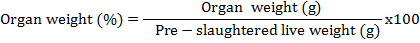 Organ weight (%) = Organ weight (g) / Pre − slaughtered live weight (g) x100